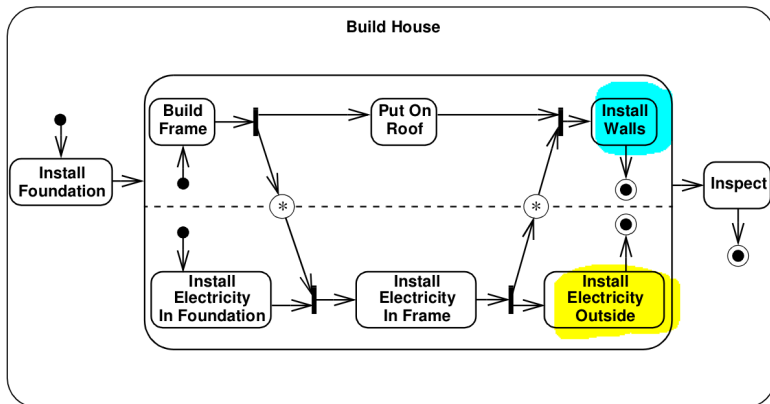 Build House
Install
Foundation
Build
Frame
Put On
Roof
Install
Walls
*
*
Install
Electricity
In Foundation
Install
Electricity
In Frame
Install
Electricity
Outside
Inspect